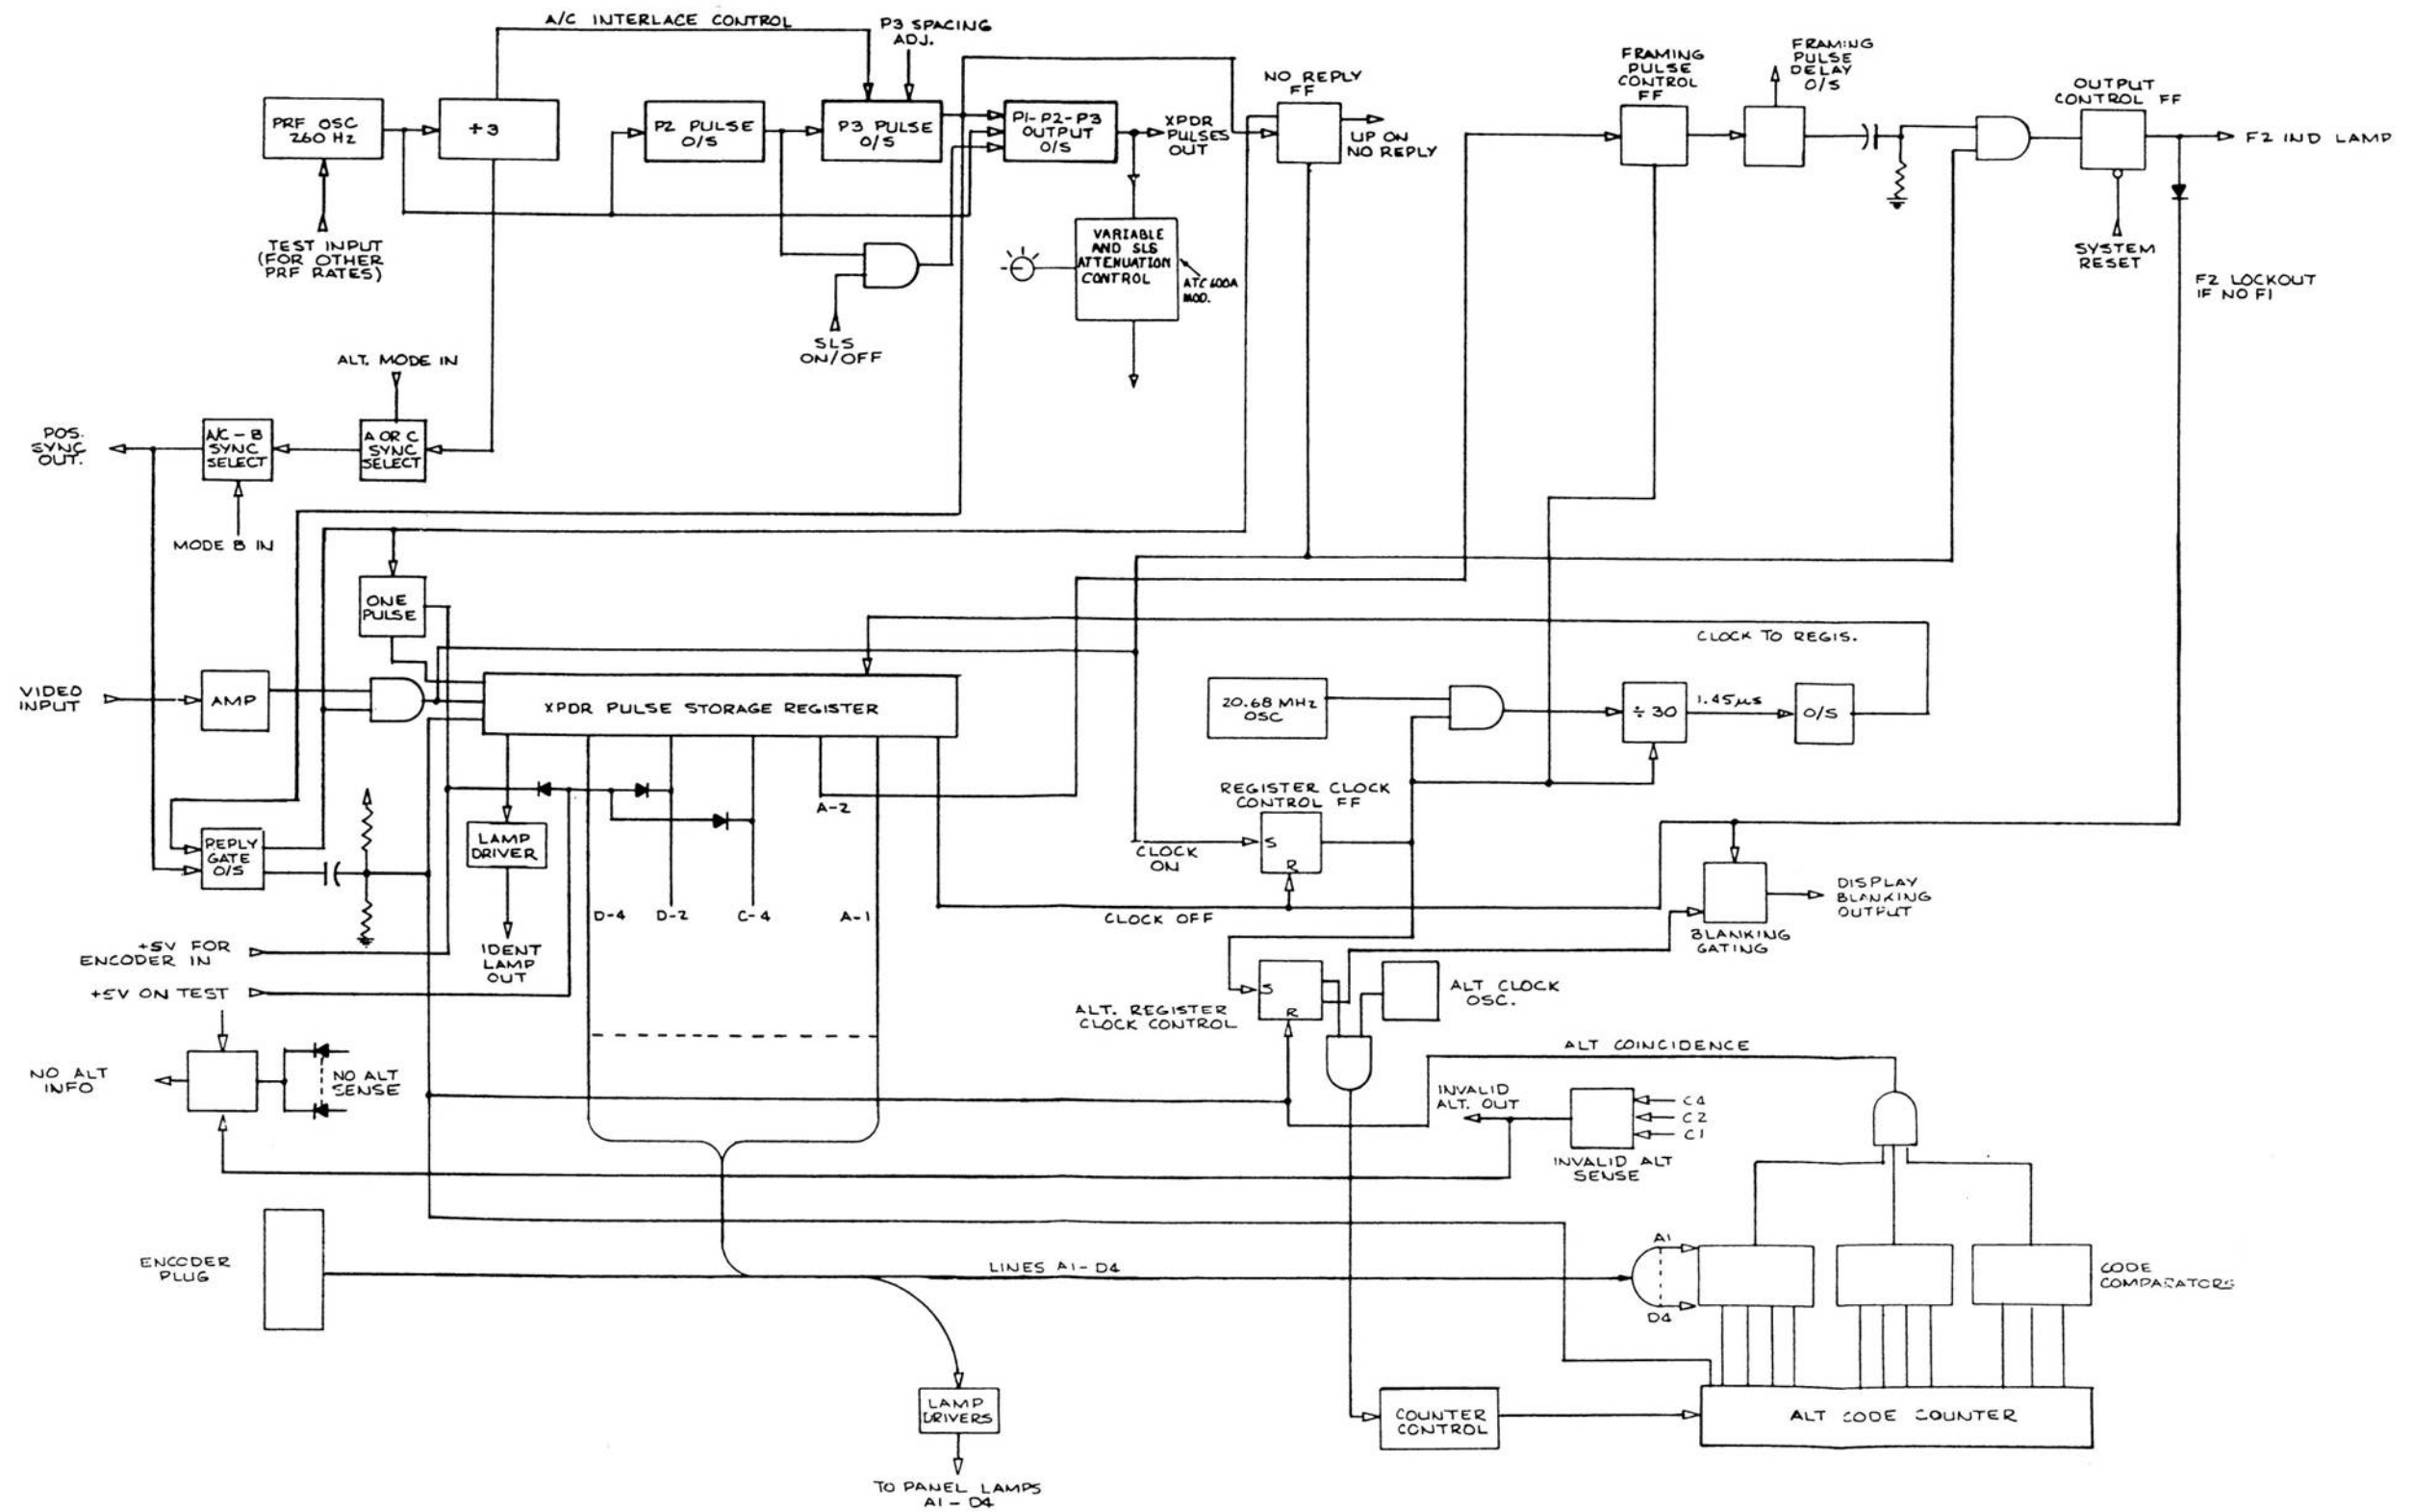 A/C INTERLACE CONTROL
P3 SPACING
ADJ.
PRF OSC
260 HZ
÷3
P2 PULSE
O/S
P3 PULSE
O/S
P1-P2-P3
OUTPUT
O/S
XPDR
PULSES
OUT
NO REPLY
FF
UP ON
NO REPLY
FRAMING
PULSE
CONTROL
FF
FRAMING
PULSE
DELAY
O/S
OUTPUT
CONTROL FF
F2 IND LAMP
TEST INPUT
(FOR OTHER
PRF RATES)
VARIABLE
AND SLS
ATTENUATION
CONTROL
ATC 600A
MOD.
SLS
ON/OFF
SYSTEM
RESET
F2 LOCKOUT
IF NO F1
ALT. MODE IN
POS.
SYNC
OUT.
A/C - B
SYNC
SELECT
A OR C
SYNC
SELECT
MODE B IN
ONE
PULSE
CLOCK TO REGIS.
VIDEO
INPUT
AMP
XPDR PULSE STORAGE REGISTER
20.68 MHZ
OSC
÷ 30
1.45 µs
O/S
A-2
REGISTER CLOCK
CONTROL FF
S
R
CLOCK
ON
REPLY
GATE
O/S
LAMP
DRIVER
D-4
D-2
C-4
A-1
CLOCK OFF
DISPLAY
BLANKING
OUTPUT
BLANKING
GATING
+5V FOR
ENCODER IN
IDENT
LAMP
OUT
+5V ON TEST
S
R
ALT. REGISTER
CLOCK CONTROL
ALT CLOCK
OSC.
ALT COINCIDENCE
NO ALT
INFO
NO ALT
SENSE
INVALID
ALT. OUT
C4
C2
C1
INVALID ALT
SENSE
ENCODER
PLUG
LINES A1- D4
A1
D4
CODE
COMPARATORS
LAMP
DRIVERS
COUNTER
CONTROL
ALT CODE COUNTER
TO PANEL LAMPS
A1 - D4